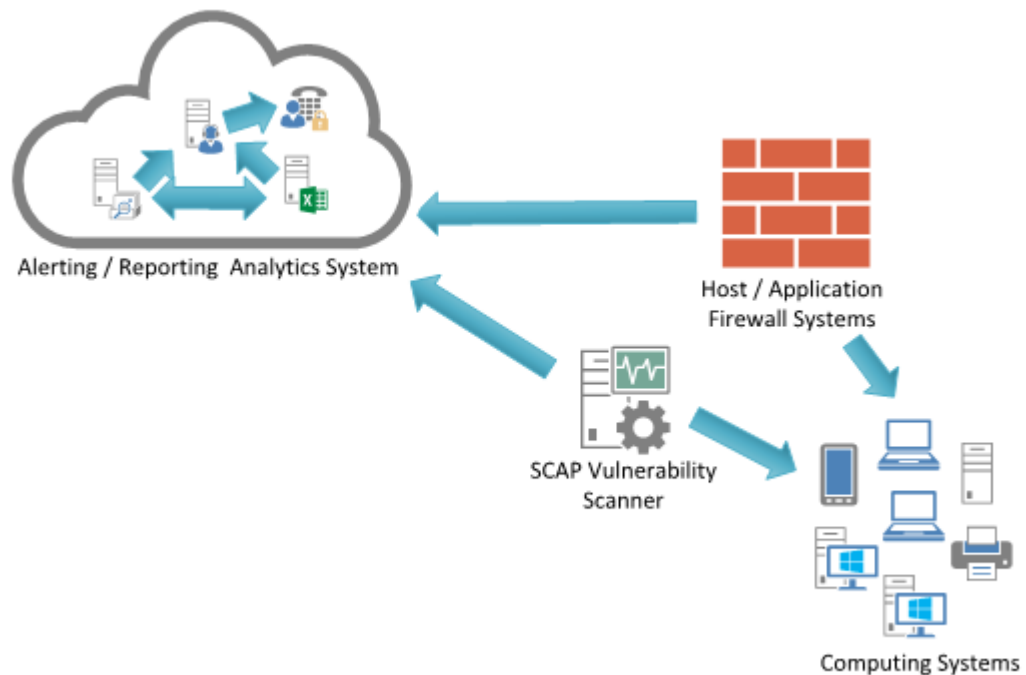 Alerting / Reporting Analytics System
Host / Application
Firewall Systems
SCAP Vulnerability
Scanner
Computing Systems
X